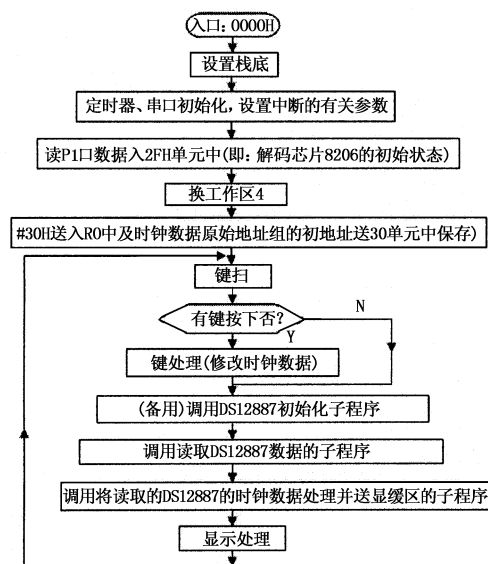 入口:0000H
设置栈底
定时器、串口初始化,设置中断的有关参数
读P1口数据入2FH单元中(即:解码芯片8206的初始状态)
换工作区4
#30H送入R0中及时钟数据原始地址组的初地址送30单元中保存)
键扫
有键按下否?
N
Y
键处理(修改时钟数据)
(备用)调用DS12887初始化子程序
调用读取DS12887数据的子程序
调用将读取的DS12887的时钟数据处理并送显缓区的子程序
显示处理